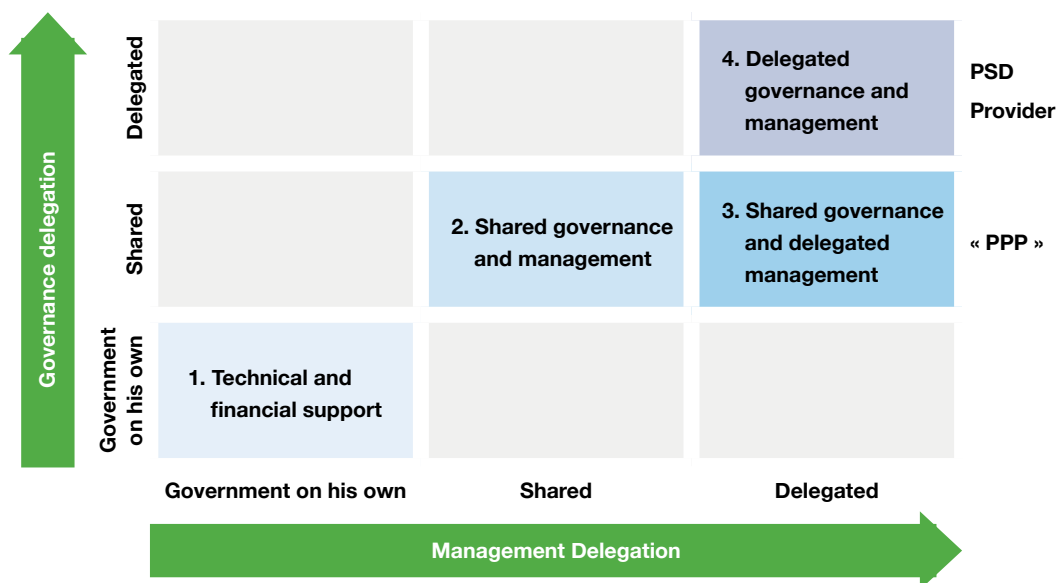 Governance delegation
Delegated
4. Delegated
governance and
management
PSD
Provider
Shared
2. Shared governance
and management
3. Shared governance
and delegated
management
« PPP »
Government
on his own
1. Technical and
financial support
Government on his own
Shared
Delegated
Management Delegation